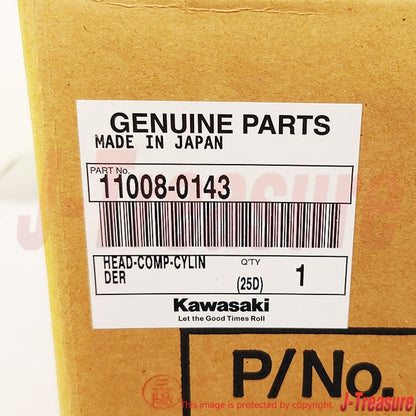 GENUINE PARTS
MADE IN JAPAN
PART No.
11008-0143
HEAD-COMP-CYLIN
DER
Q'TY
(25D) 1
Kawasaki
Let the Good Times Roll
P/No.
J-Treasure
This image is protected by copyright
J-Treasure